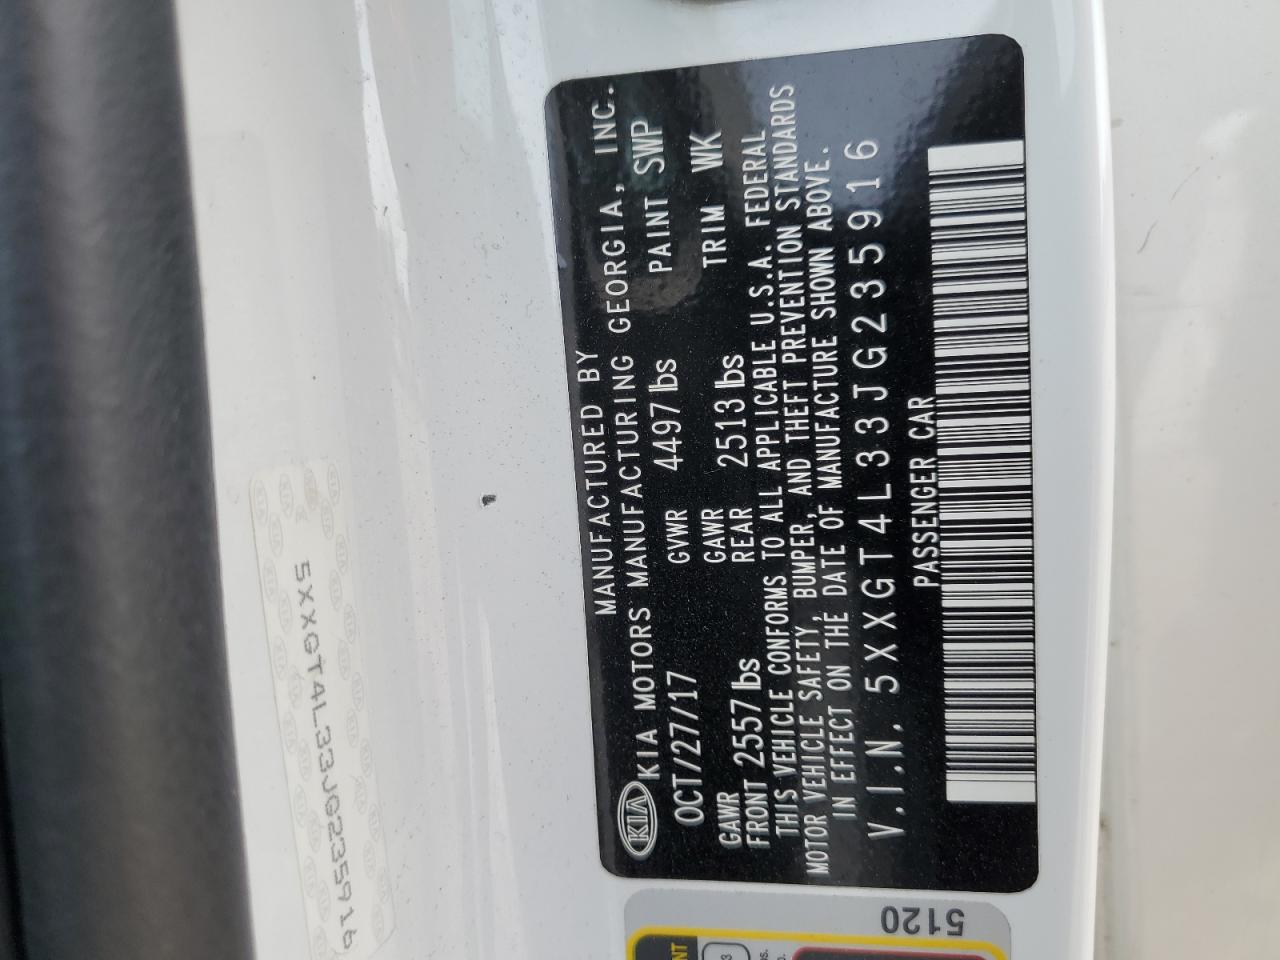 MANUFACTURED BY
KIA KIA MOTORS MANUFACTURING GEORGIA, INC.
OCT/27/17 GVWR 4497 lbs PAINT SWP
GAWR FRONT 2557 lbs GAWR REAR 2513 lbs TRIM WK
THIS VEHICLE CONFORMS TO ALL APPLICABLE U.S.A. FEDERAL
MOTOR VEHICLE SAFETY, BUMPER, AND THEFT PREVENTION STANDARDS
IN EFFECT ON THE DATE OF MANUFACTURE SHOWN ABOVE.
V.I.N. 5XXGT4L33JG235916
PASSENGER CAR
5XXGT4L33JG235916
5120